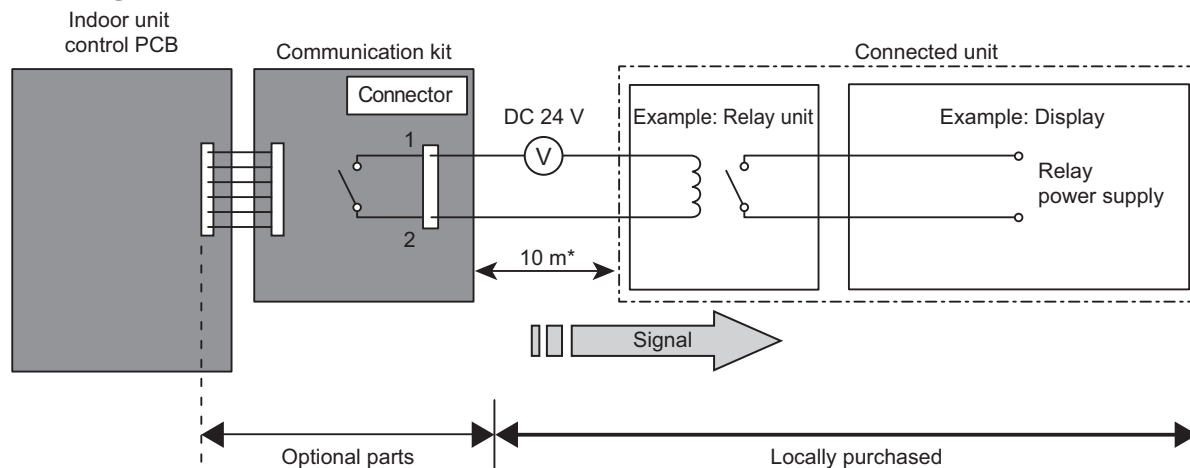 Indoor unit
control PCB
Communication kit
Connected unit
Connector
DC 24 V
Example: Relay unit
Example: Display
1
V
Relay
power supply
2
10 m*
Signal
Optional parts
Locally purchased